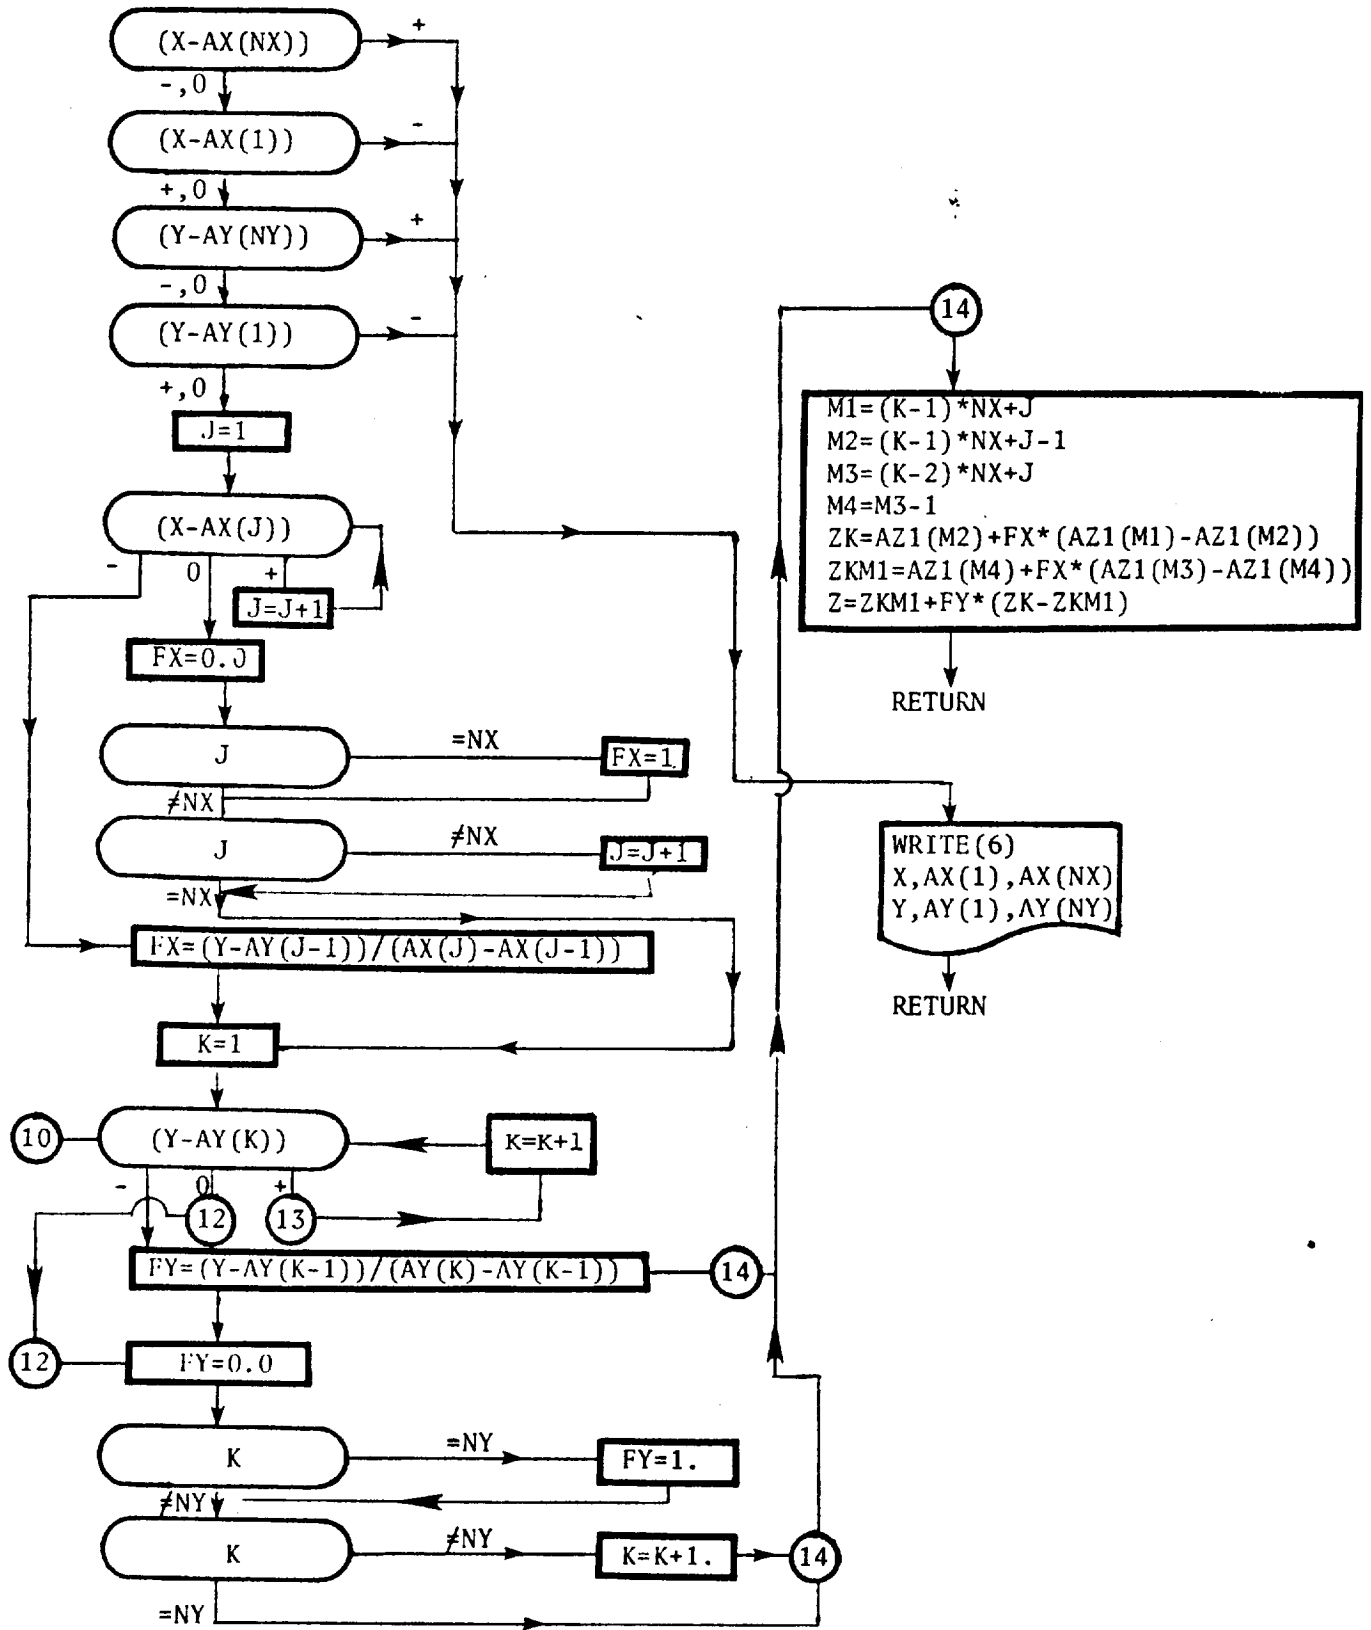 (X-AX(NX))
+
-,0
(X-AX(1))
-
+,0
(Y-AY(NY))
+
-,0
(Y-AY(1))
-
+,0
J=1
(X-AX(J))
-
0
+
J=J+1
FX=0.0
J
=NX
FX=1.
≠NX
J
≠NX
J=J+1
=NX
FX=(Y-AY(J-1))/(AX(J)-AX(J-1))
K=1
10
(Y-AY(K))
K=K+1
-
0
+
12
13
FY=(Y-AY(K-1))/(AY(K)-AY(K-1))
14
12
FY=0.0
K
=NY
FY=1.
≠NY
K
≠NY
K=K+1.
14
=NY
14
M1=(K-1)*NX+J
M2=(K-1)*NX+J-1
M3=(K-2)*NX+J
M4=M3-1
ZK=AZ1(M2)+FX*(AZ1(M1)-AZ1(M2))
ZKM1=AZ1(M4)+FX*(AZ1(M3)-AZ1(M4))
Z=ZKM1+FY*(ZK-ZKM1)
RETURN
WRITE(6)
X,AX(1),AX(NX)
Y,AY(1),AY(NY)
RETURN